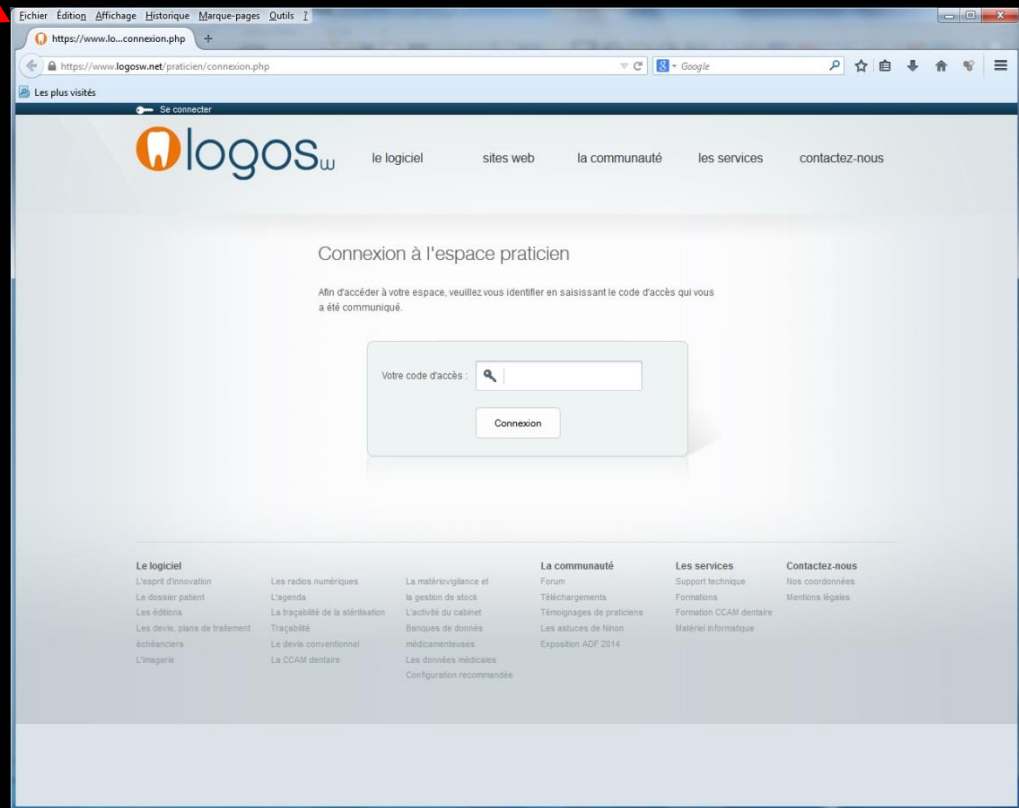 Fichier Édition Affichage Historique Marque-pages Outils ?
https://www.lo...connexion.php +
https://www.logosw.net/praticien/connexion.php
Google
Les plus visités
Se connecter
logosw
le logiciel sites web la communauté les services contactez-nous
Connexion à l'espace praticien
Afin d'accéder à votre espace, veuillez vous identifier en saisissant le code d'accès qui vous
a été communiqué.
Votre code d'accès :
Connexion
Le logiciel
L'esprit d'innovation
Le dossier patient
Les éditions
Les devis, plans de traitement
échéanciers
L'imagerie
Les radios numériques
L'agenda
La traçabilité de la stérilisation
Traçabilité
Le devis conventionnel
La CCAM dentaire
La matériovigilance et
la gestion de stock
L'activité du cabinet
Banques de donnés
médicamenteuses
Les données médicales
Configuration recommandée
La communauté
Forum
Téléchargements
Témoignages de praticiens
Les astuces de Ninon
Exposition ADF 2014
Les services
Support technique
Formations
Formation CCAM dentaire
Matériel informatique
Contactez-nous
Nos coordonnées
Mentions légales